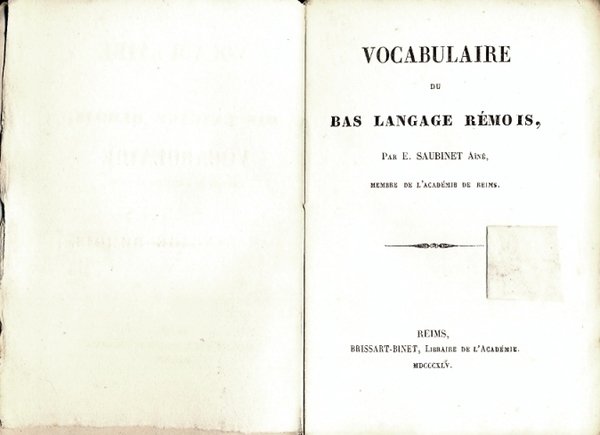 VOCABULAIRE
DU
BAS LANGAGE RÉMOIS,
PAR E. SAUBINET AÎNÉ,
MEMBRE DE L'ACADÉMIE DE REIMS.
REIMS,
BRISSART-BINET, LIBRAIRE DE L'ACADÉMIE.
MDCCCXLV.